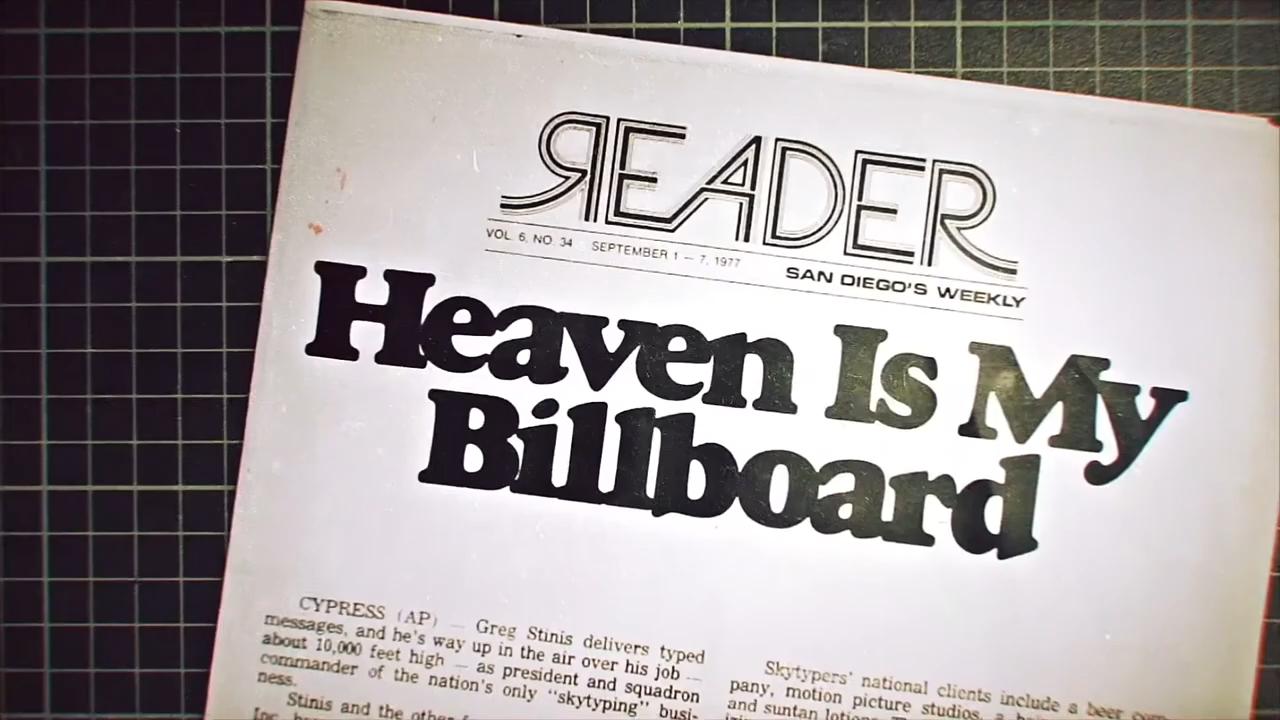 READER
VOL. 6, NO. 34 SEPTEMBER 1 — 7, 1977
SAN DIEGO'S WEEKLY
Heaven Is My
Billboard
CYPRESS (AP) — Greg Stinis delivers typed
messages, and he's way up in the air over his job —
about 10,000 feet high — as president and squadron
commander of the nation's only "skytyping" busi-
ness.
Stinis and the other
Skytypers' national clients include a beer com-
pany, motion picture studios, a
and suntan lotions